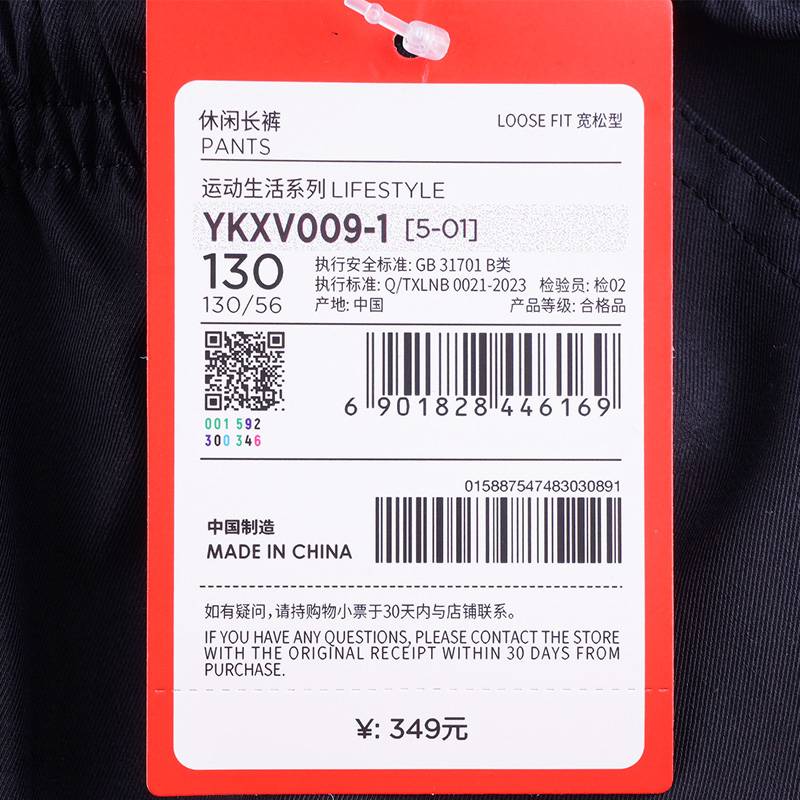 休闲长裤
LOOSE FIT 宽松型
PANTS
运动生活系列 LIFESTYLE
YKXV009-1 [5-01]
130
130/56
执行安全标准: GB 31701 B类
执行标准: Q/TXLNB 0021-2023 检验员: 检02
产地: 中国 产品等级: 合格品
001 592
300 346
6 901828 446169
015887547483030891
中国制造
MADE IN CHINA
如有疑问,请持购物小票于30天内与店铺联系。
IF YOU HAVE ANY QUESTIONS, PLEASE CONTACT THE STORE
WITH THE ORIGINAL RECEIPT WITHIN 30 DAYS FROM
PURCHASE.
¥: 349元